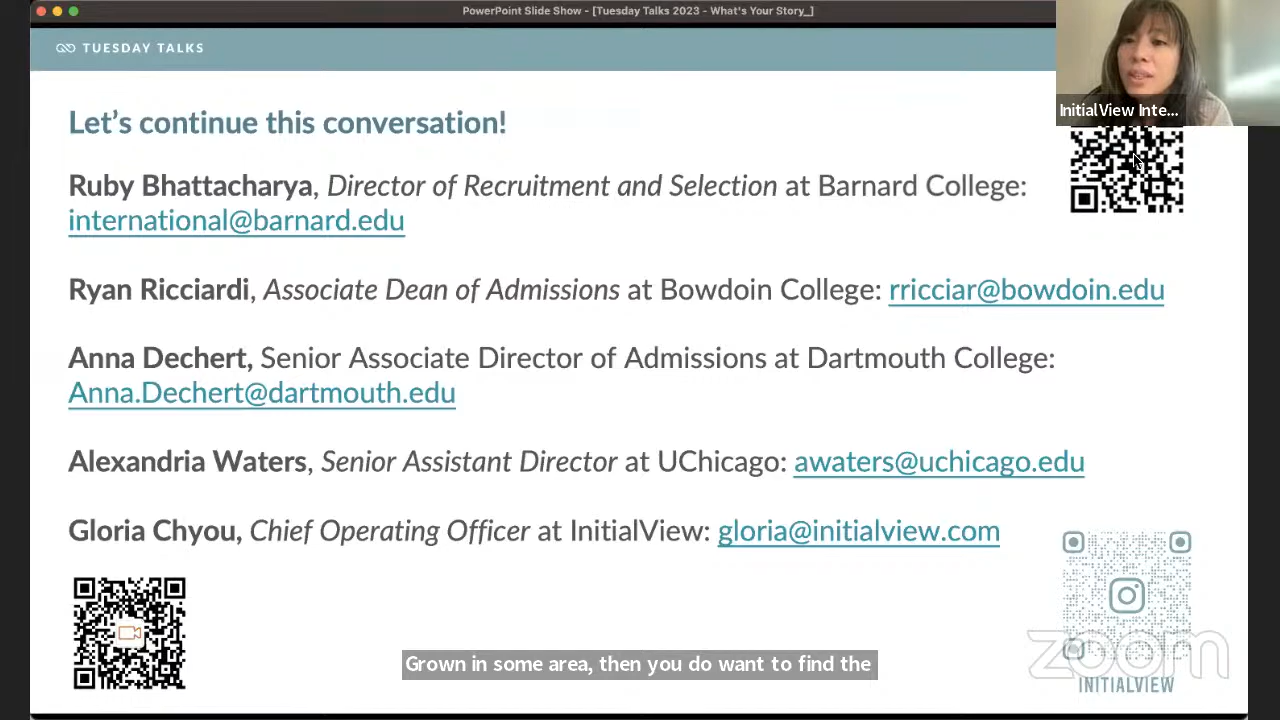 PowerPoint Slide Show - [Tuesday Talks 2023 - What's Your Story_]
TUESDAY TALKS
InitialView Inte...
Let's continue this conversation!
Ruby Bhattacharya, Director of Recruitment and Selection at Barnard College:
international@barnard.edu
Ryan Ricciardi, Associate Dean of Admissions at Bowdoin College: rricciar@bowdoin.edu
Anna Dechert, Senior Associate Director of Admissions at Dartmouth College:
Anna.Dechert@dartmouth.edu
Alexandria Waters, Senior Assistant Director at UChicago: awaters@uchicago.edu
Gloria Chyou, Chief Operating Officer at InitialView: gloria@initialview.com
Grown in some area, then you do want to find the
zoom
INITIALVIEW